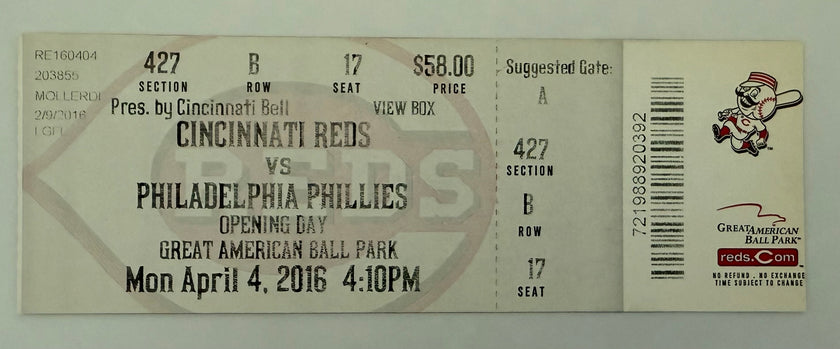 RE160404
203855
MOLLERDI
2/9/2016
427 B 17 $58.00
SECTION ROW SEAT PRICE
Pres. by Cincinnati Bell VIEW BOX
CINCINNATI REDS
VS
PHILADELPHIA PHILLIES
OPENING DAY
GREAT AMERICAN BALL PARK
Mon April 4, 2016 4:10PM
REDS
Suggested Gate:
A
427
SECTION
B
ROW
17
SEAT
721988920392
GREAT AMERICAN
BALL PARK
reds.com
NO REFUND . NO EXCHANGE
TIME SUBJECT TO CHANGE